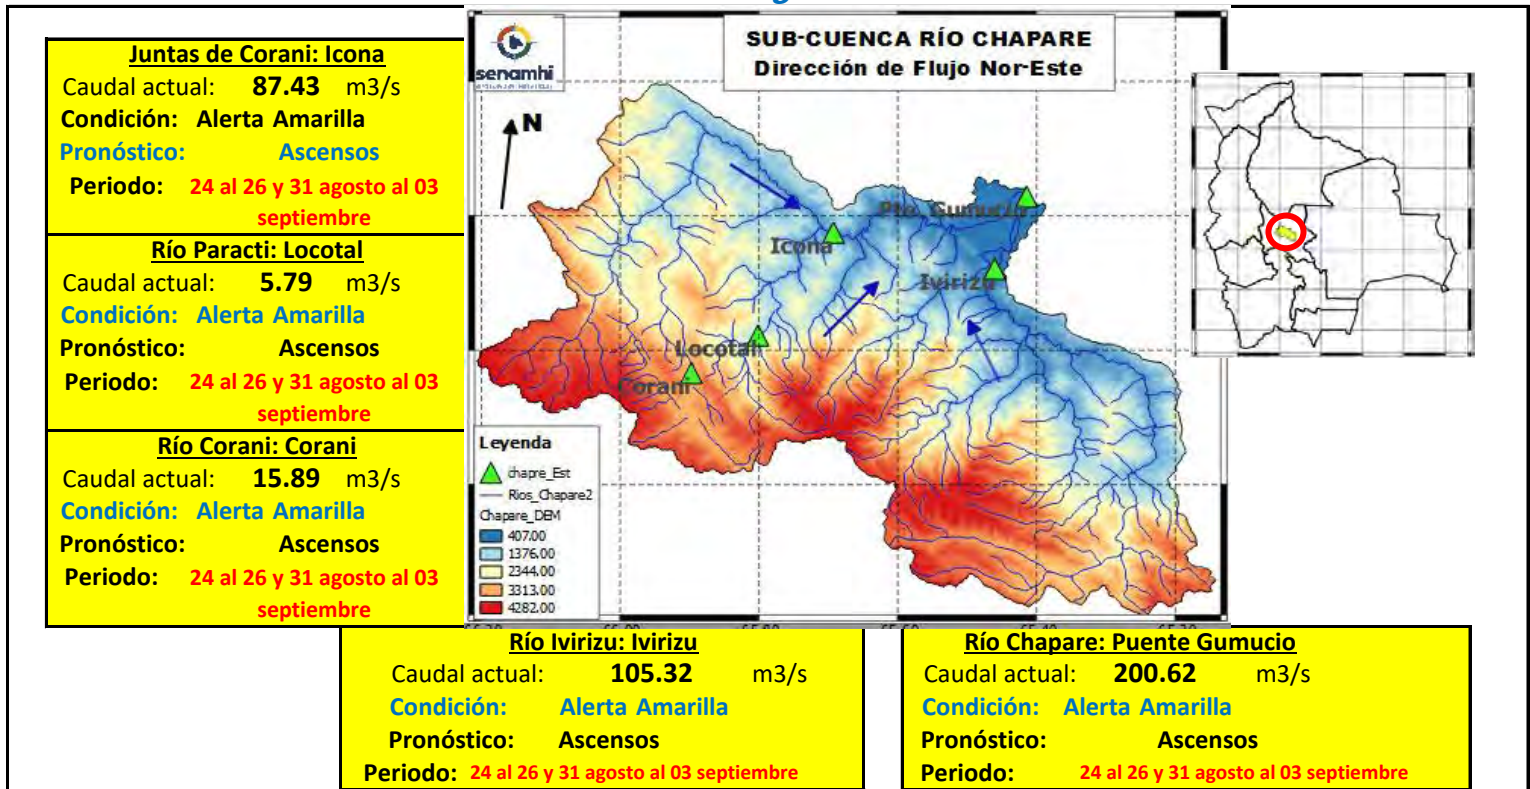 Juntas de Corani: Icona
Caudal actual: 87.43 m3/s
Condición: Alerta Amarilla
Pronóstico: Ascensos
Periodo: 24 al 26 y 31 agosto al 03
septiembre
Río Paracti: Locotal
Caudal actual: 5.79 m3/s
Condición: Alerta Amarilla
Pronóstico: Ascensos
Periodo: 24 al 26 y 31 agosto al 03
septiembre
Río Corani: Corani
Caudal actual: 15.89 m3/s
Condición: Alerta Amarilla
Pronóstico: Ascensos
Periodo: 24 al 26 y 31 agosto al 03
septiembre
senamhi
SUB-CUENCA RÍO CHAPARE
Dirección de Flujo Nor-Este
N
Pto. Gumucio
Icona
Ivirizu
Locotal
Corani
Leyenda
chapre_Est
Rios_Chapare2
Chapare_DEM
407.00
1376.00
2344.00
3313.00
4282.00
Río Ivirizu: Ivirizu
Caudal actual: 105.32 m3/s
Condición: Alerta Amarilla
Pronóstico: Ascensos
Periodo: 24 al 26 y 31 agosto al 03 septiembre
Río Chapare: Puente Gumucio
Caudal actual: 200.62 m3/s
Condición: Alerta Amarilla
Pronóstico: Ascensos
Periodo: 24 al 26 y 31 agosto al 03 septiembre